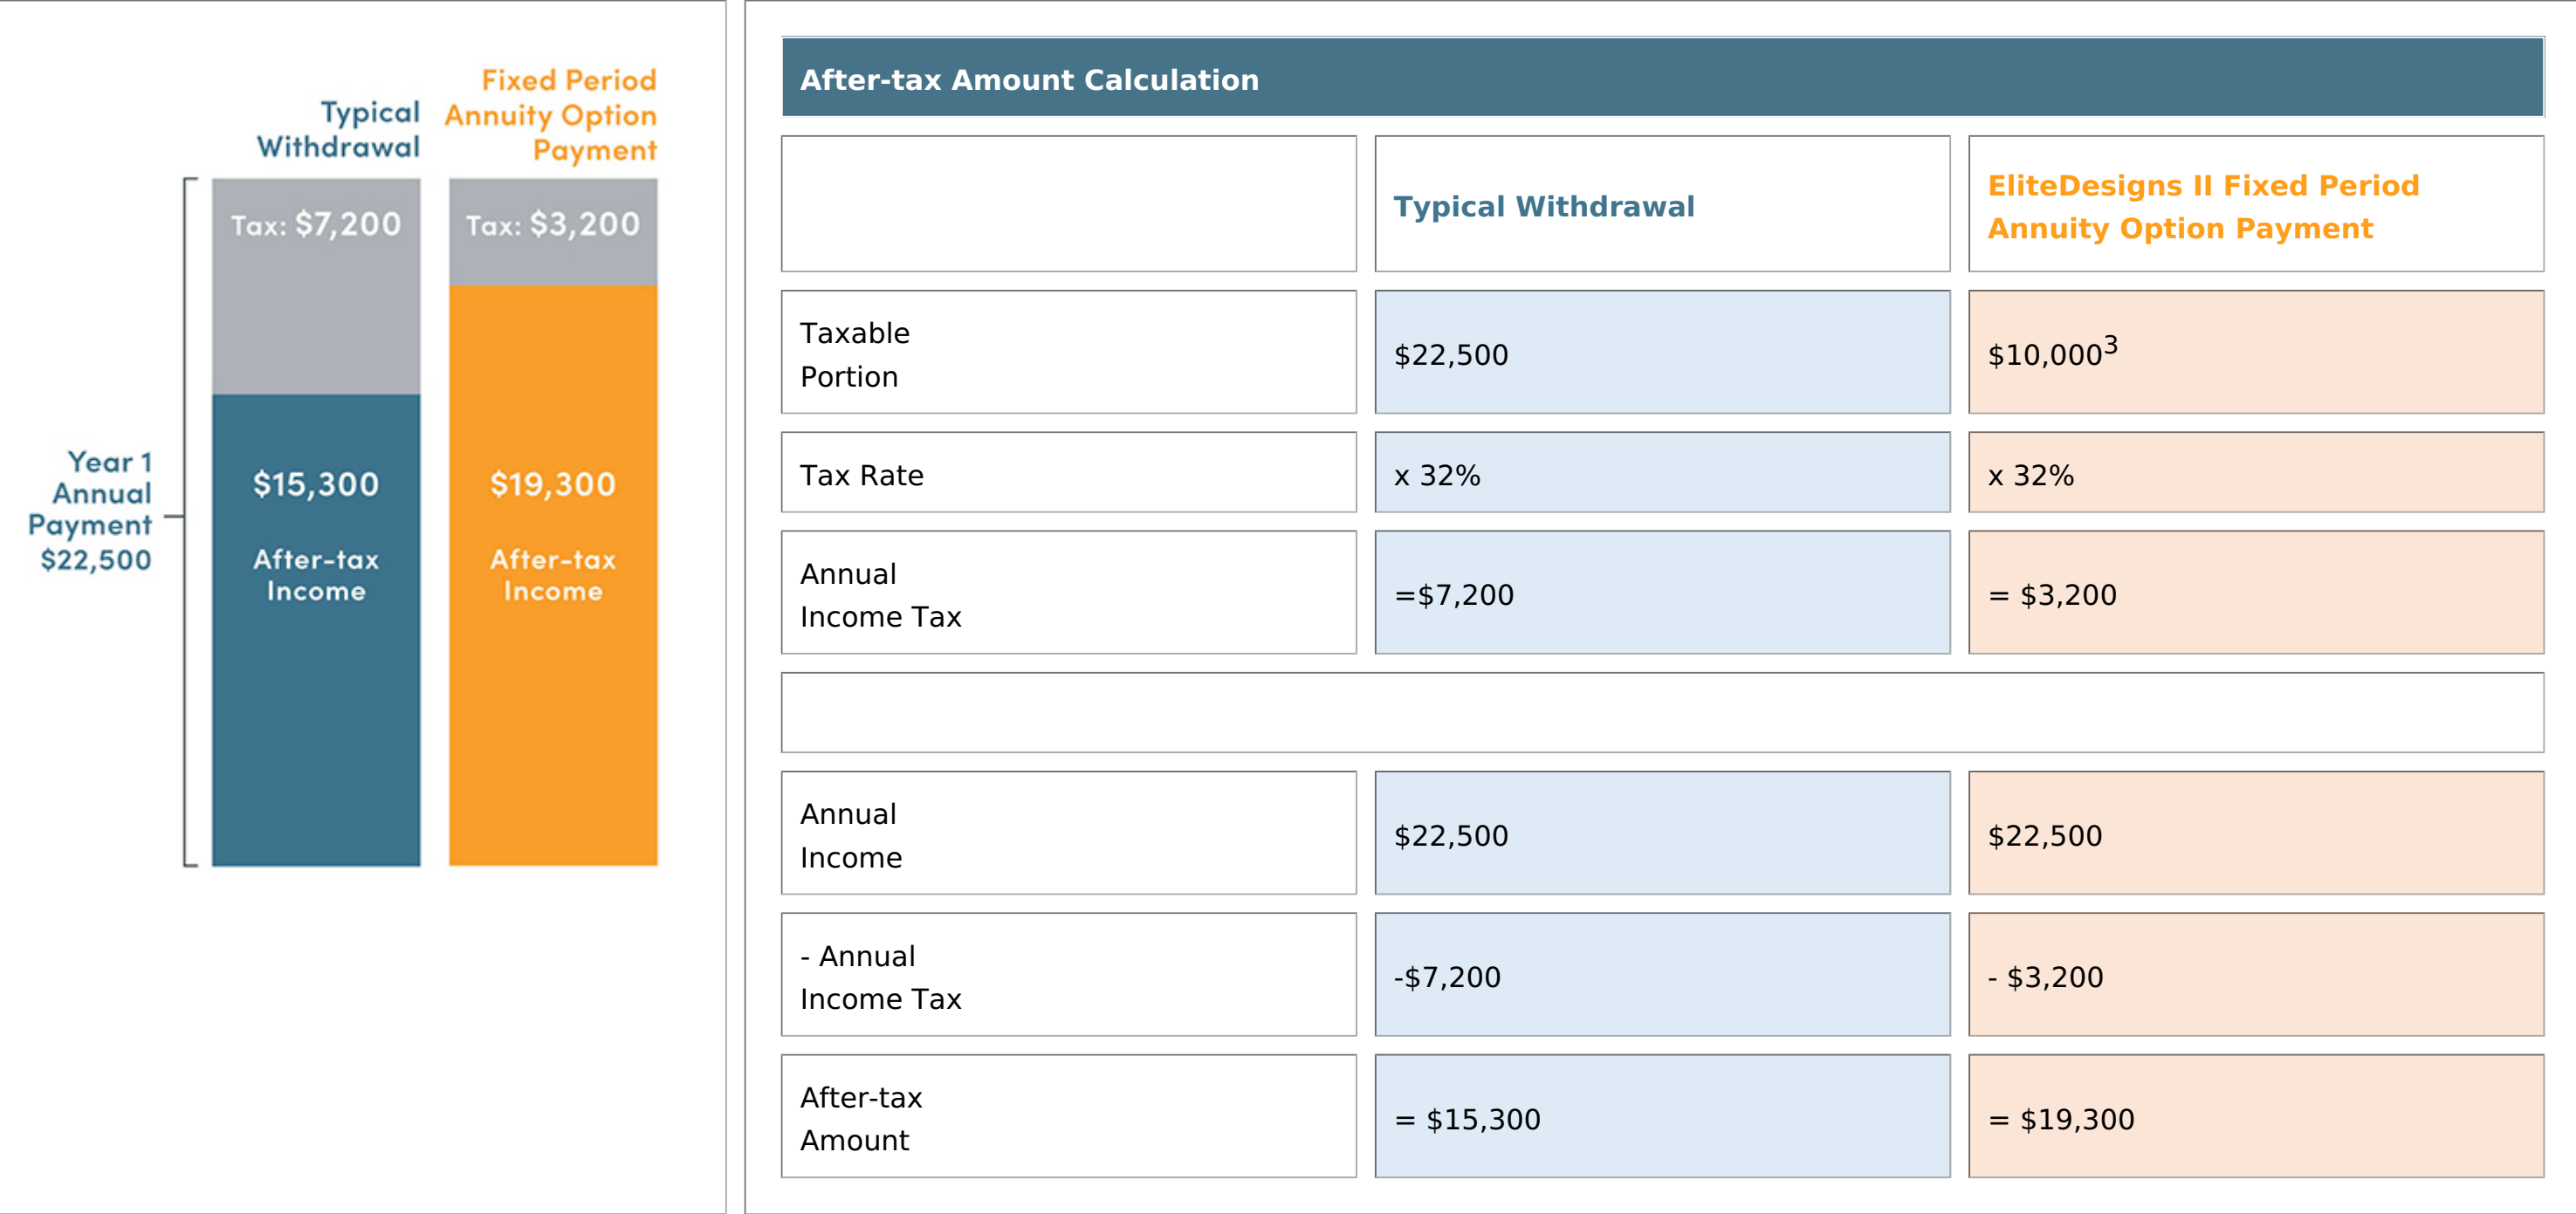 Typical
Withdrawal
Fixed Period
Annuity Option
Payment
Tax: $7,200
Tax: $3,200
Year 1
Annual
Payment
$22,500
$15,300
After-tax
Income
$19,300
After-tax
Income
After-tax Amount Calculation
Typical Withdrawal
EliteDesigns II Fixed Period
Annuity Option Payment
Taxable
Portion
$22,500
$10,000³
Tax Rate
x 32%
x 32%
Annual
Income Tax
=$7,200
= $3,200
Annual
Income
$22,500
$22,500
- Annual
Income Tax
-$7,200
- $3,200
After-tax
Amount
= $15,300
= $19,300